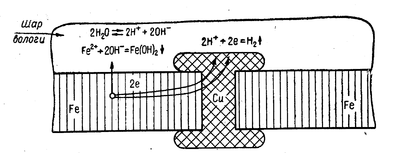 Шар
вологи
2H₂O ⇌ 2H⁺ + 2OH⁻
Fe²⁺ + 2OH⁻ = Fe(OH)₂↓
2H⁺ + 2e = H₂↑
2e
Fe
Cu
Fe